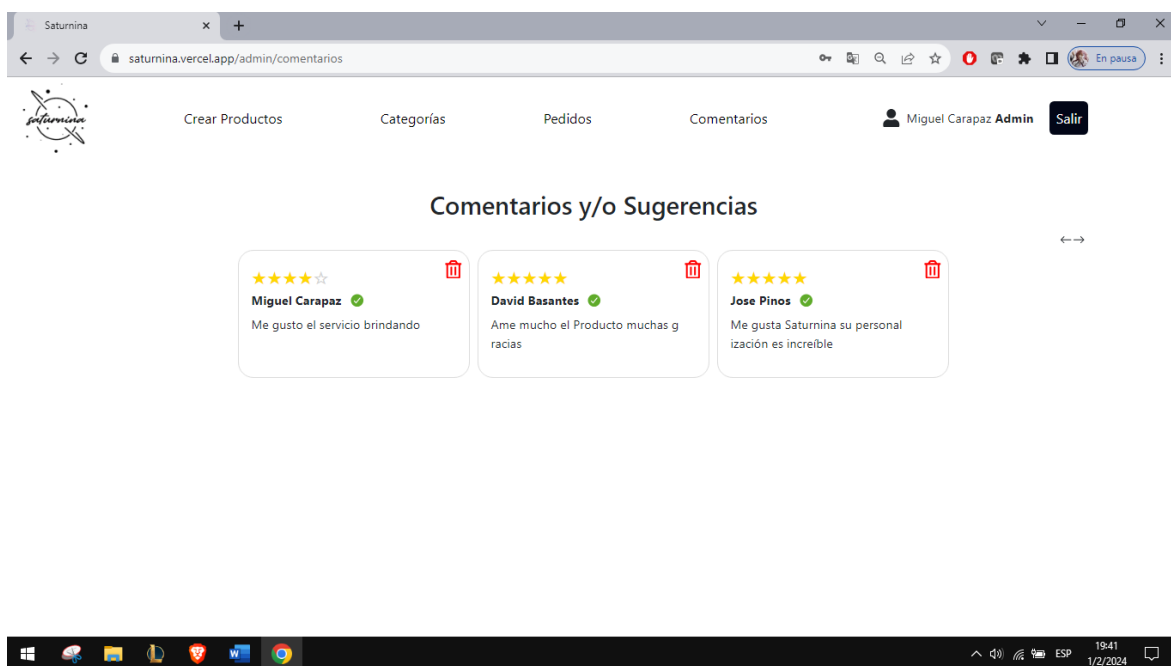 Saturnina
saturnina.vercel.app/admin/comentarios
En pausa
saturnina
Crear Productos
Categorías
Pedidos
Comentarios
Miguel Carapaz Admin
Salir
Comentarios y/o Sugerencias
Miguel Carapaz
Me gusto el servicio brindando
David Basantes
Ame mucho el Producto muchas g
racias
Jose Pinos
Me gusta Saturnina su personal
ización es increíble
ESP
19:41
1/2/2024